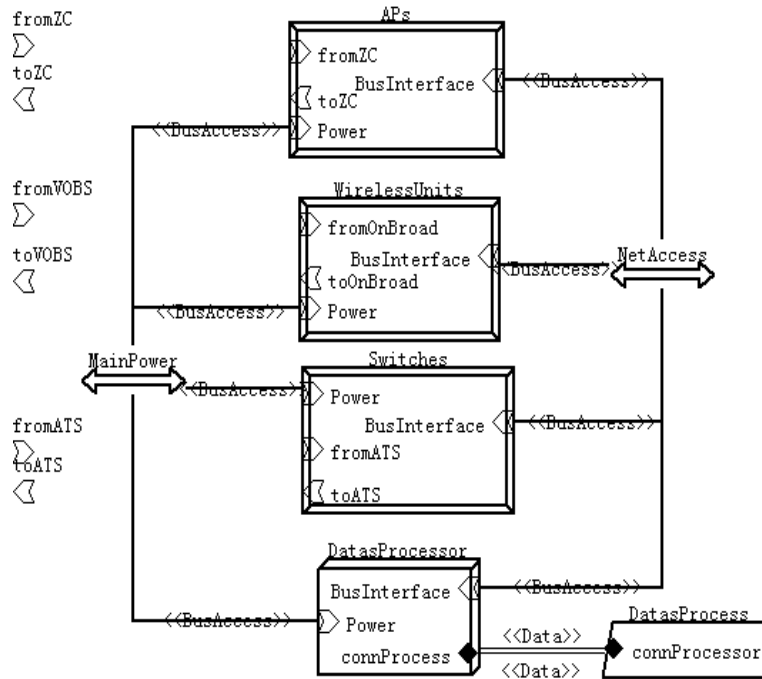 fromZC
toZC
fromVOBS
toVOBS
fromATS
toATS
APs
fromZC
BusInterface
toZC
Power
<<BusAccess>>
<<BusAccess>>
WirelessUnits
fromOnBroad
BusInterface
toOnBroad
Power
<<BusAccess>>
<<BusAccess>>
NetAccess
MainPower
Switches
<<BusAccess>>
Power
BusInterface
<<BusAccess>>
fromATS
toATS
DatasProcessor
BusInterface
<<BusAccess>>
<<BusAccess>>
Power
connProcess
<<Data>>
<<Data>>
DatasProcess
connProcessor